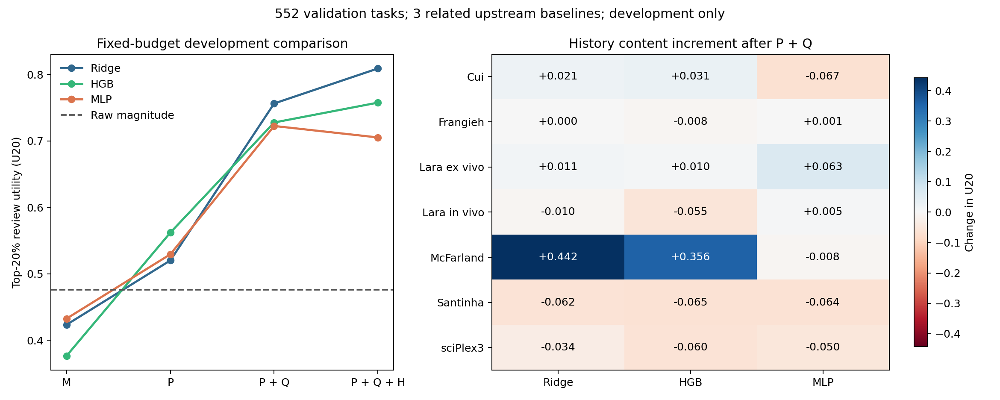 552 validation tasks; 3 related upstream baselines; development only
Fixed-budget development comparison
Ridge
HGB
MLP
Raw magnitude
Top-20% review utility (U20)
0.8
0.7
0.6
0.5
0.4
M
P
P + Q
P + Q + H
History content increment after P + Q
Cui +0.021 +0.031 -0.067
Frangieh +0.000 -0.008 +0.001
Lara ex vivo +0.011 +0.010 +0.063
Lara in vivo -0.010 -0.055 +0.005
McFarland +0.442 +0.356 -0.008
Santinha -0.062 -0.065 -0.064
sciPlex3 -0.034 -0.060 -0.050
Ridge HGB MLP
0.4
0.3
0.2
0.1
0.0
−0.1
−0.2
−0.3
−0.4
Change in U20